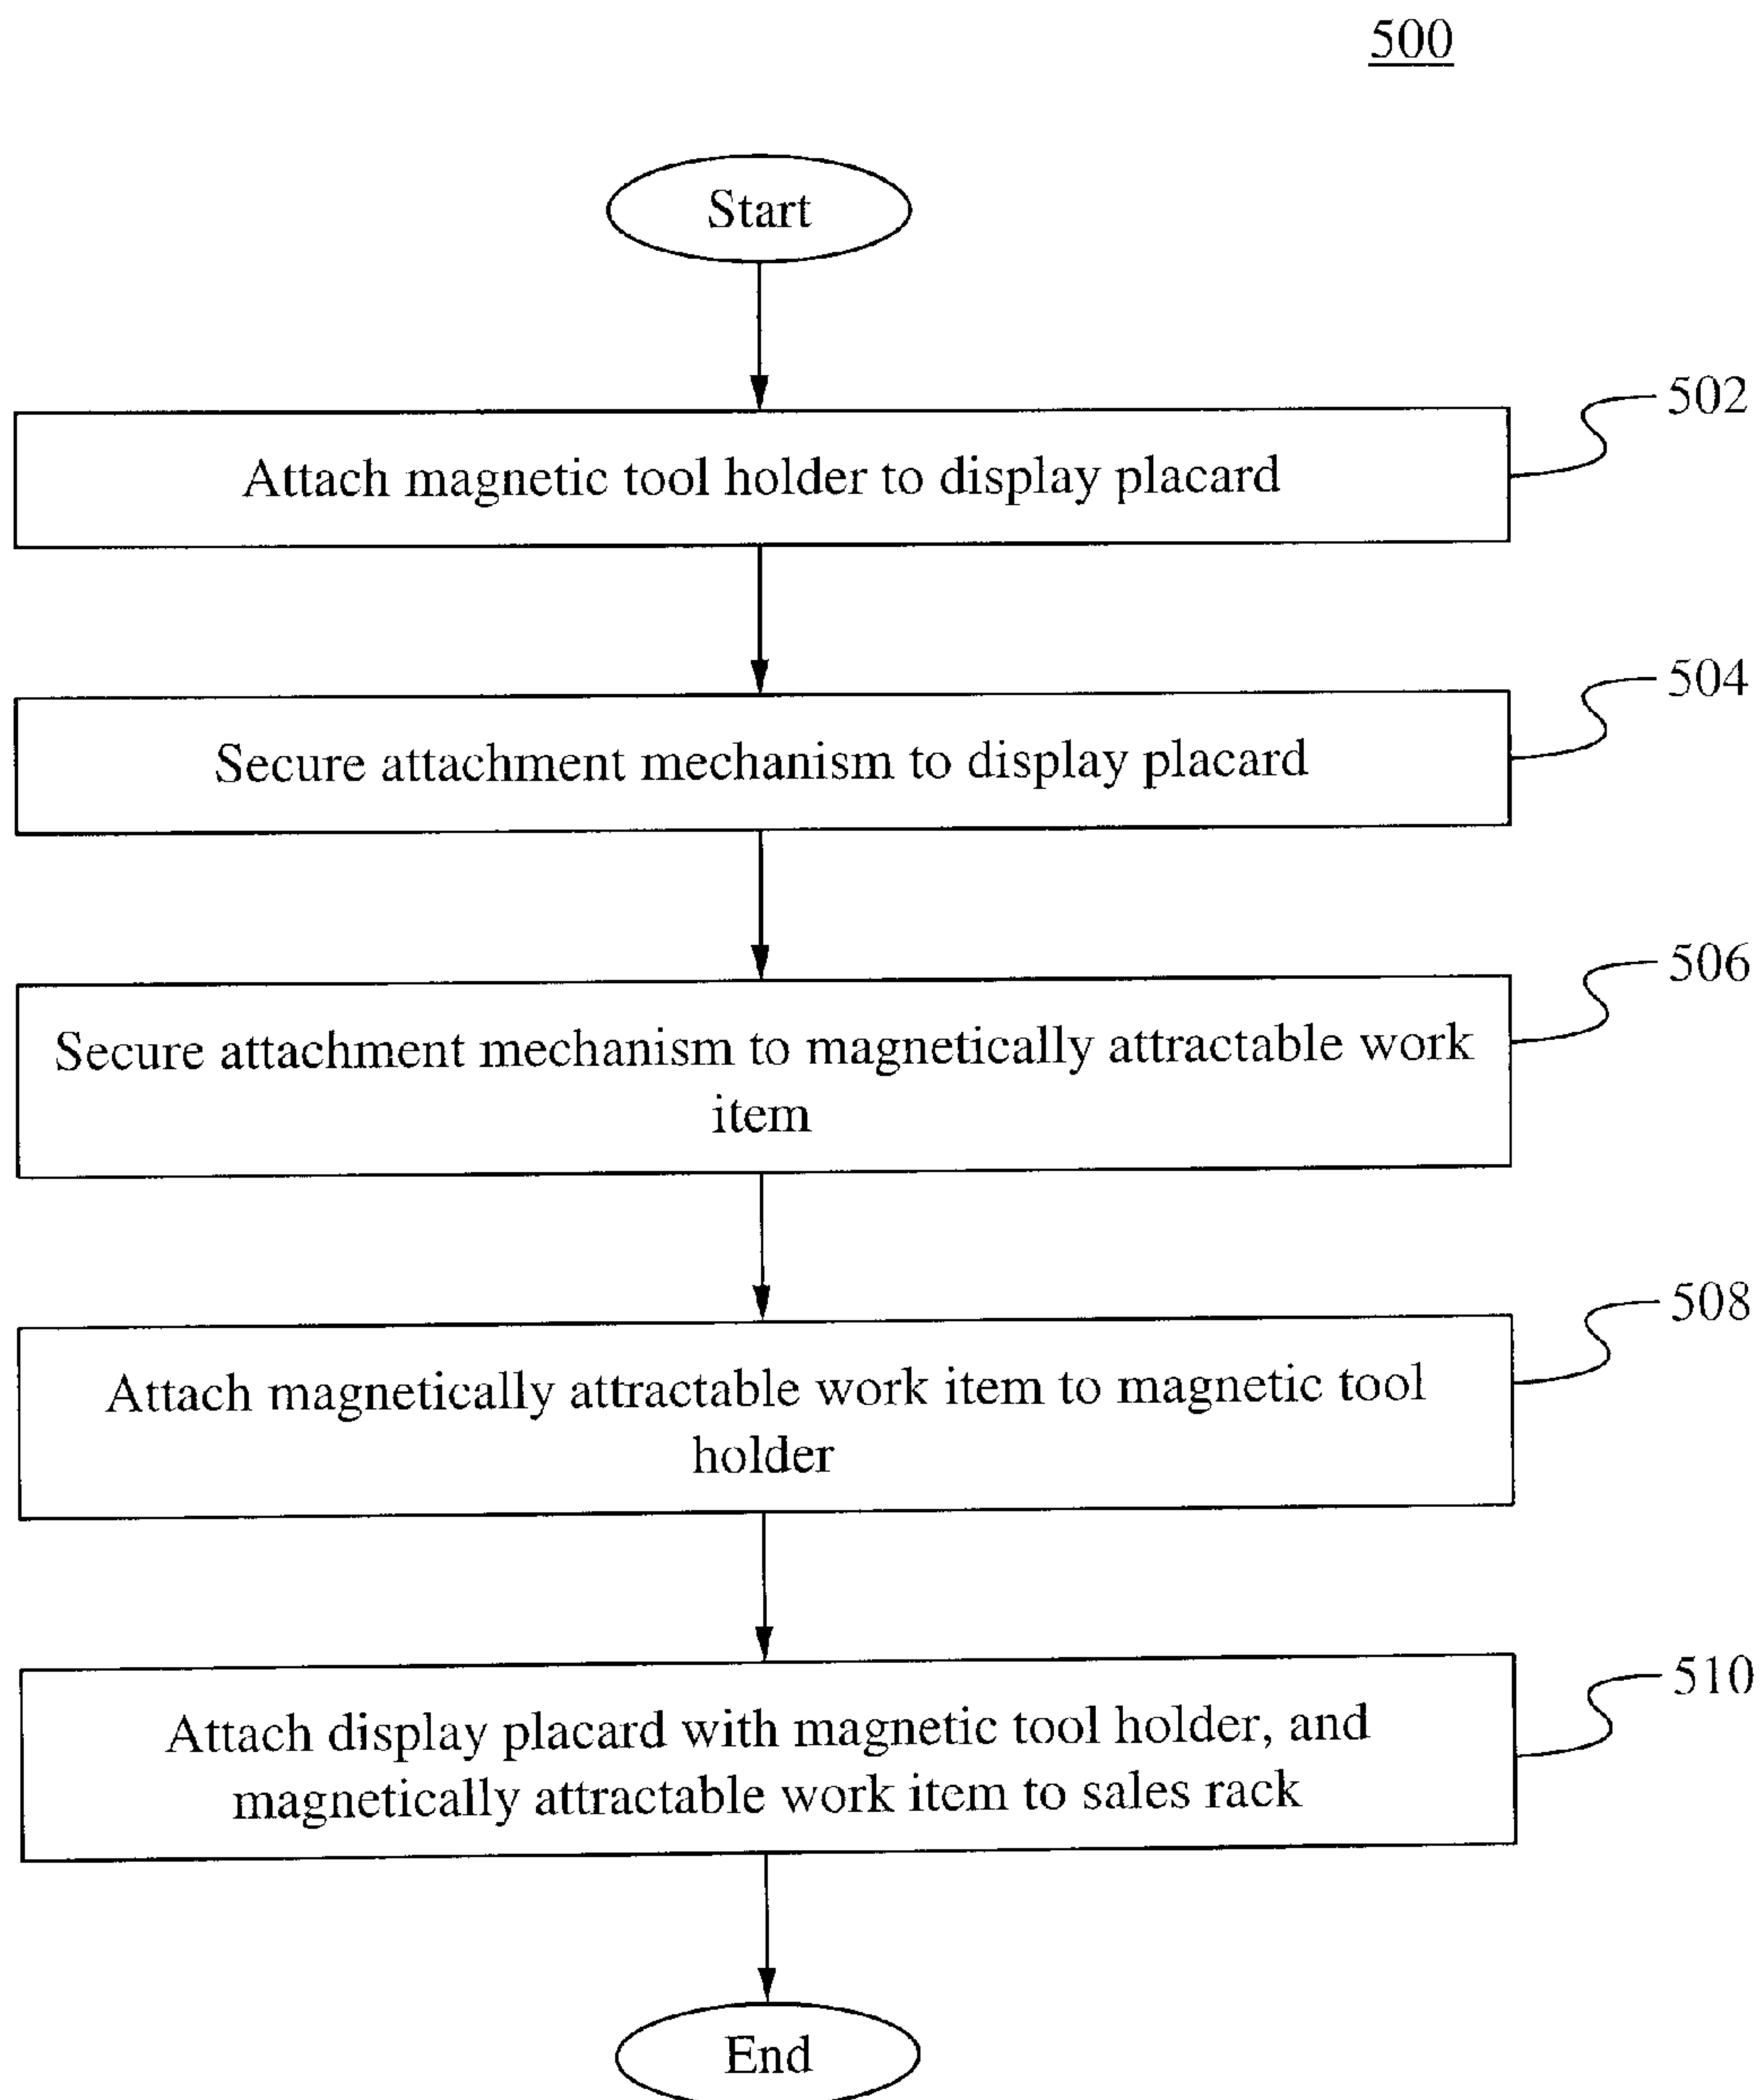 500
Start
502
Attach magnetic tool holder to display placard
504
Secure attachment mechanism to display placard
506
Secure attachment mechanism to magnetically attractable work
item
508
Attach magnetically attractable work item to magnetic tool
holder
510
Attach display placard with magnetic tool holder, and
magnetically attractable work item to sales rack
End